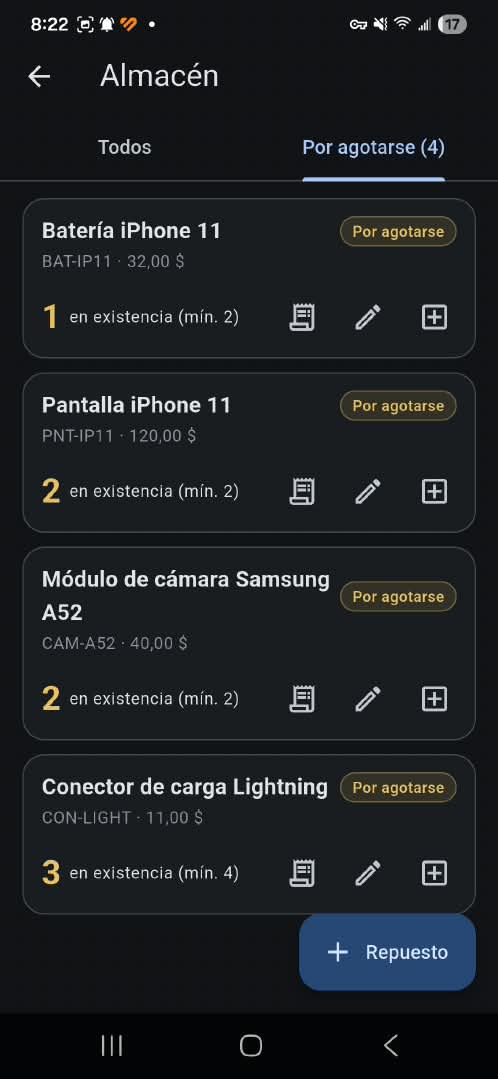 8:22
17
Almacén
Todos
Por agotarse (4)
Batería iPhone 11
Por agotarse
BAT-IP11 · 32,00 $
1 en existencia (mín. 2)
Pantalla iPhone 11
Por agotarse
PNT-IP11 · 120,00 $
2 en existencia (mín. 2)
Módulo de cámara Samsung
A52
Por agotarse
CAM-A52 · 40,00 $
2 en existencia (mín. 2)
Conector de carga Lightning
Por agotarse
CON-LIGHT · 11,00 $
3 en existencia (mín. 4)
+ Repuesto